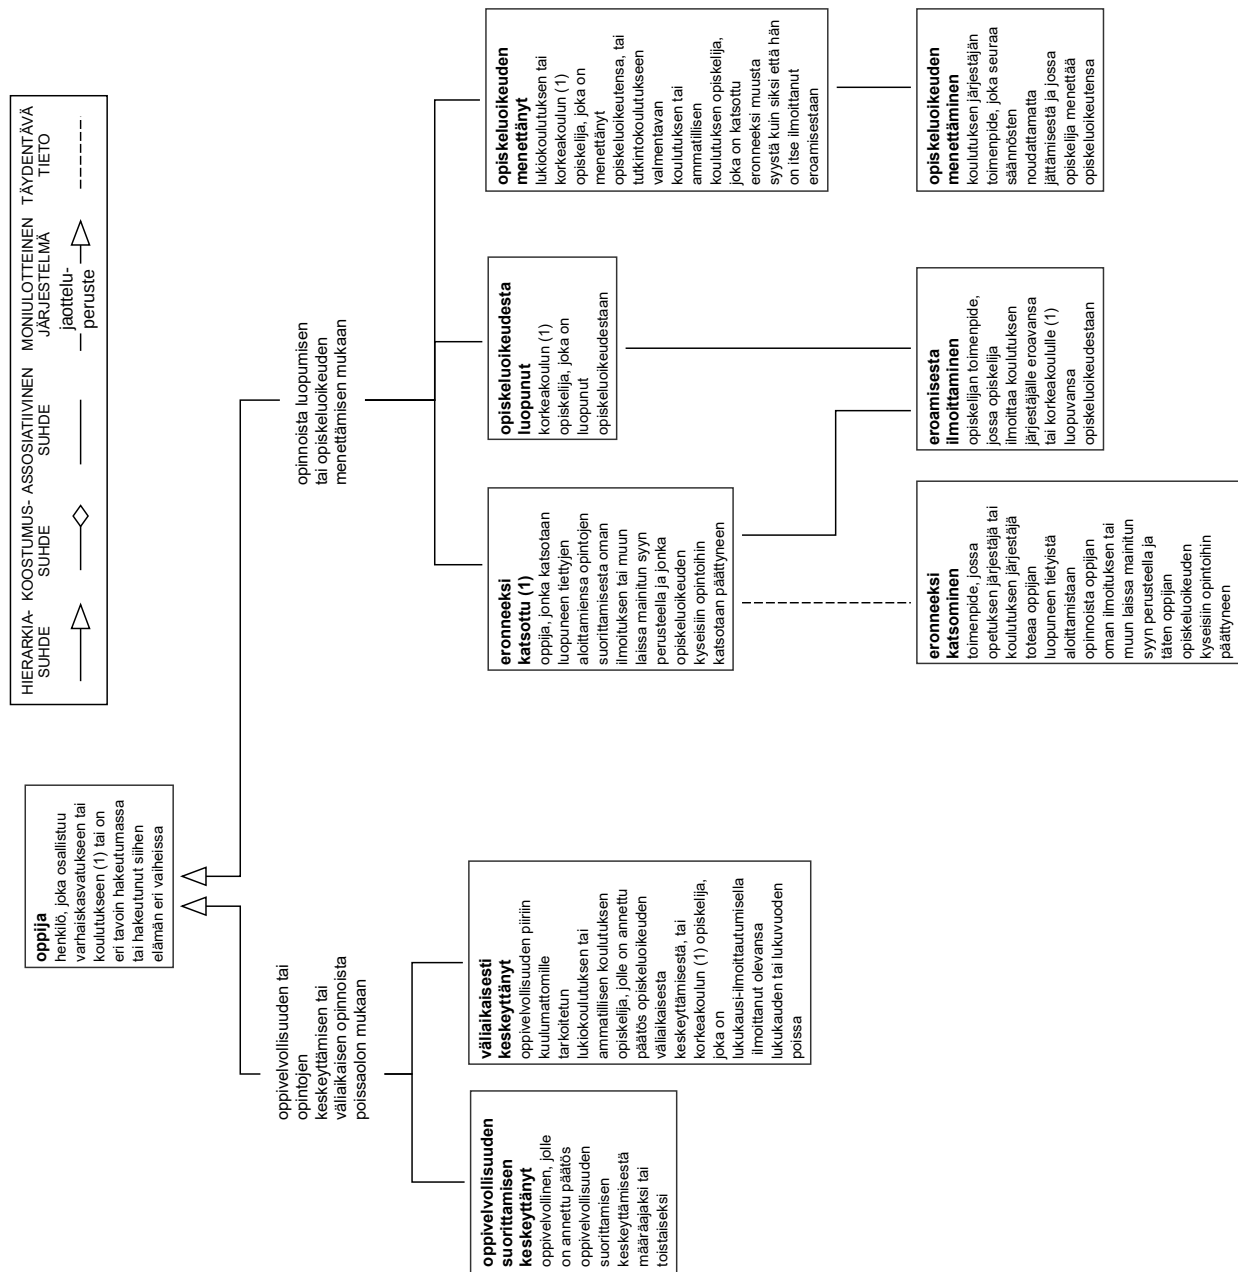 HIERARKIA-
SUHDE
KOOSTUMUS-
SUHDE
ASSOSIATIIVINEN
SUHDE
MONIULOTTEINEN
JÄRJESTELMÄ
jaottelu-
peruste
TÄYDENTÄVÄ
TIETO
oppija
henkilö, joka osallistuu
varhaiskasvatukseen tai
koulutukseen (1) tai on
eri tavoin hakeutumassa
tai hakeutunut siihen
elämän eri vaiheissa
oppivelvollisuuden tai
opintojen
keskeyttämisen tai
väliaikaisen opinnoista
poissaolon mukaan
opinnoista luopumisen
tai opiskeluoikeuden
menettämisen mukaan
oppivelvollisuuden
suorittamisen
keskeyttänyt
oppivelvollinen, jolle
on annettu päätös
oppivelvollisuuden
suorittamisen
keskeyttämisestä
määräajaksi tai
toistaiseksi
väliaikaisesti
keskeyttänyt
oppivelvollisuuden piiriin
kuulumattomille
tarkoitetun
lukiokoulutuksen tai
ammatillisen koulutuksen
opiskelija, jolle on annettu
päätös opiskeluoikeuden
väliaikaisesta
keskeyttämisestä, tai
korkeakoulun (1) opiskelija,
joka on
lukukausi-ilmoittautumisella
ilmoittanut olevansa
lukukauden tai lukuvuoden
poissa
eronneeksi
katsottu (1)
oppija, jonka katsotaan
luopuneen tiettyjen
aloittamiensa opintojen
suorittamisesta oman
ilmoituksen tai muun
laissa mainitun syyn
perusteella ja jonka
opiskeluoikeuden
kyseisiin opintoihin
katsotaan päättyneen
opiskeluoikeudesta
luopunut
korkeakoulun (1)
opiskelija, joka on
luopunut
opiskeluoikeudestaan
opiskeluoikeuden
menettänyt
lukiokoulutuksen tai
korkeakoulun (1)
opiskelija, joka on
menettänyt
opiskeluoikeutensa, tai
tutkintokoulutukseen
valmentavan
koulutuksen tai
ammatillisen
koulutuksen opiskelija,
joka on katsottu
eronneeksi muusta
syystä kuin siksi että hän
on itse ilmoittanut
eroamisestaan
eronneeksi
katsominen
toimenpide, jossa
opetuksen järjestäjä tai
koulutuksen järjestäjä
toteaa oppijan
luopuneen tietyistä
aloittamistaan
opinnoista oppijan
oman ilmoituksen tai
muun laissa mainitun
syyn perusteella ja
täten oppijan
opiskeluoikeuden
kyseisiin opintoihin
päättyneen
eroamisesta
ilmoittaminen
opiskelijan toimenpide,
jossa opiskelija
ilmoittaa koulutuksen
järjestäjälle eroavansa
tai korkeakoululle (1)
luopuvansa
opiskeluoikeudestaan
opiskeluoikeuden
menettäminen
koulutuksen järjestäjän
toimenpide, joka seuraa
säännösten
noudattamatta
jättämisestä ja jossa
opiskelija menettää
opiskeluoikeutensa